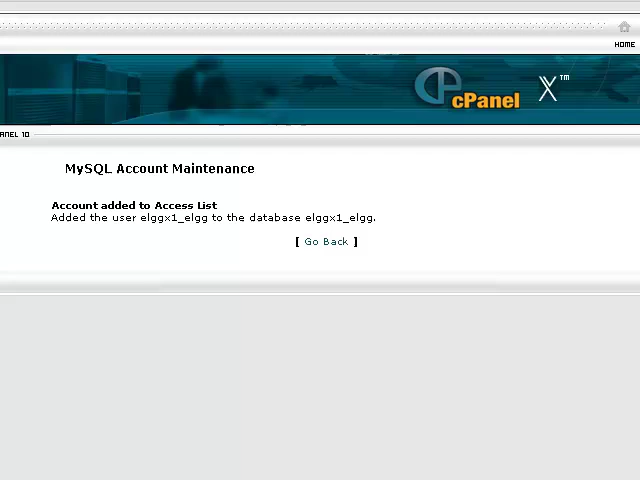 HOME
cPanel X™
ANEL 10
MySQL Account Maintenance
Account added to Access List
Added the user elggx1_elgg to the database elggx1_elgg.
[ Go Back ]